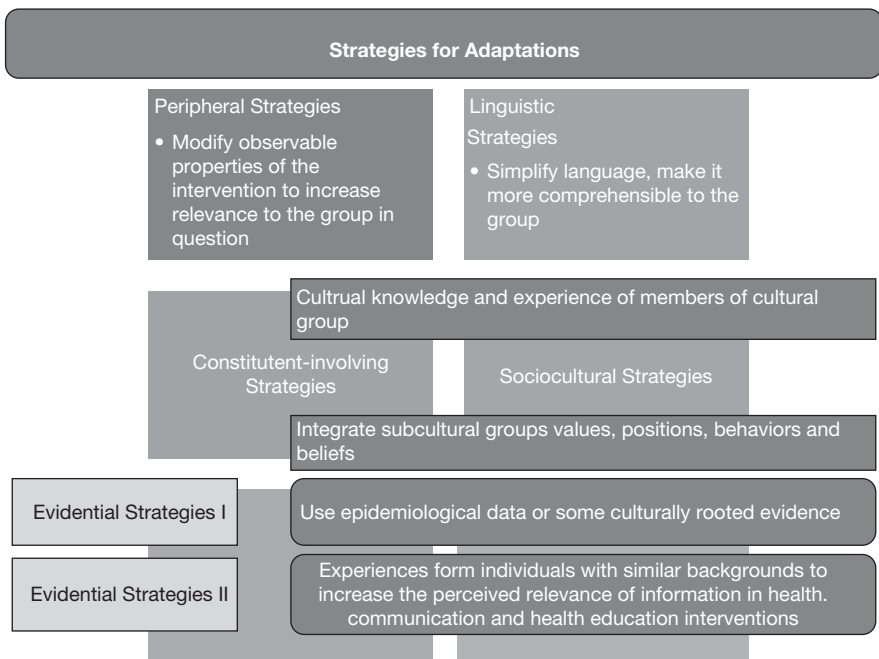 Strategies for Adaptations
Peripheral Strategies
• Modify observable
properties of the
intervention to increase
relevance to the group in
question
Linguistic
Strategies
• Simplify language, make it
more comprehensible to the
group
Cultrual knowledge and experience of members of cultural
group
Constitutent-involving
Strategies
Sociocultural Strategies
Integrate subcultural groups values, positions, behaviors and
beliefs
Evidential Strategies I
Use epidemiological data or some culturally rooted evidence
Evidential Strategies II
Experiences form individuals with similar backgrounds to
increase the perceived relevance of information in health.
communication and health education interventions